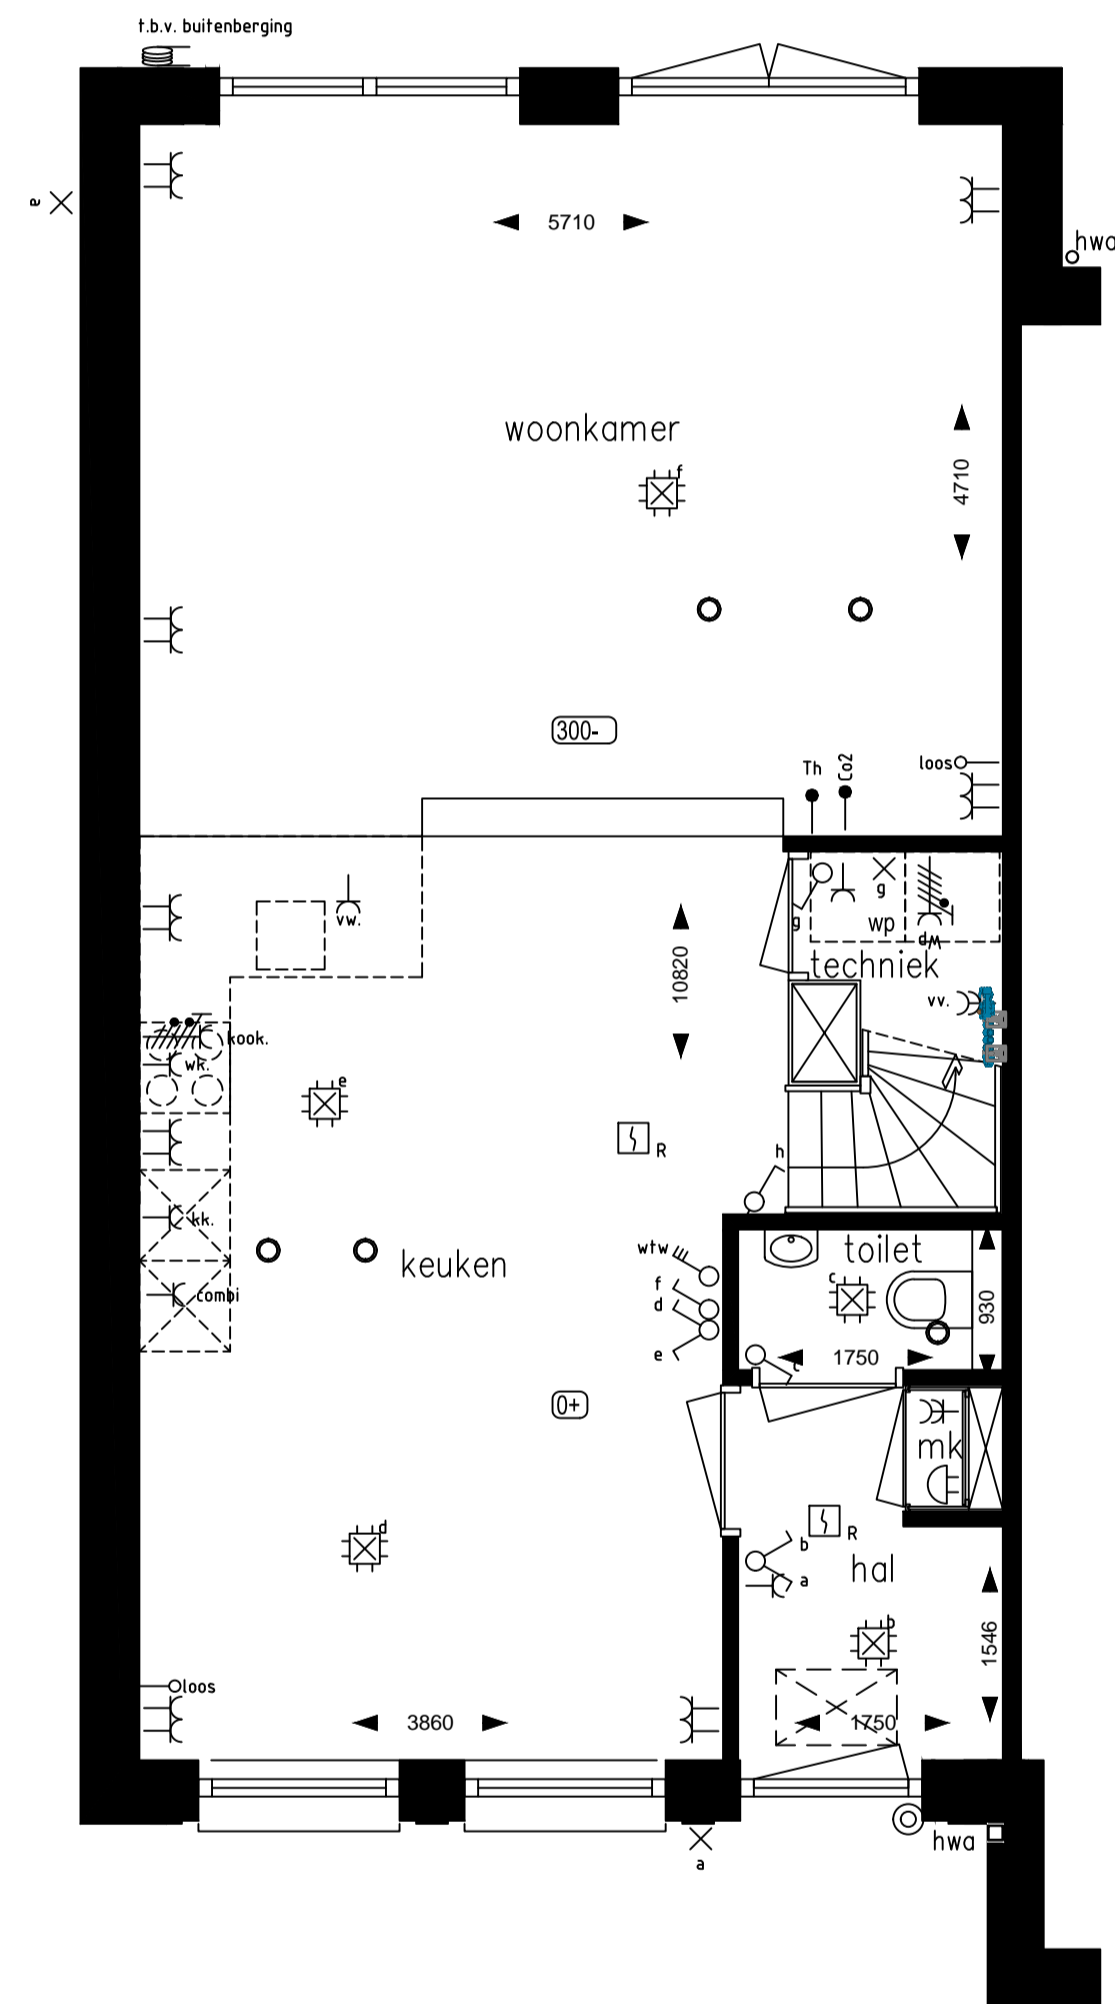 t.b.v. buitenberging
e
5710
hwa
woonkamer
f
4710
300-
loos
Th
Co2
g
g
wp
wp
techniek
vw.
vv.
10820
kook.
wk.
e
R
h
kk.
combi
keuken
wtw
f
d
e
toilet
c
930
1750
c
0+
mk
R
b
a
hal
d
b
1546
loos
3860
1750
hwa
a